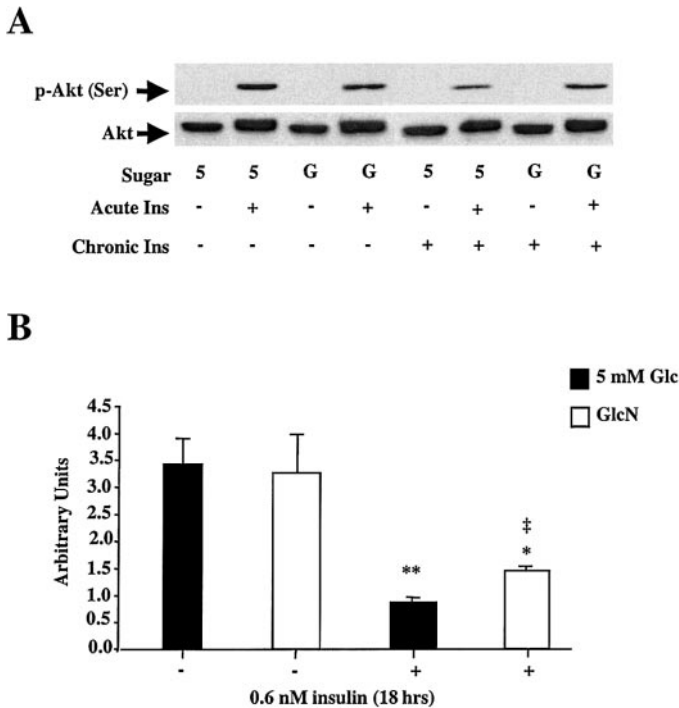 A
p-Akt (Ser)
Akt
Sugar 5 5 G G 5 5 G G
Acute Ins - + - + - + - +
Chronic Ins - - - - + + + +
B
5 mM Glc
GlcN
4.5
4.0
3.5
3.0
2.5
2.0
1.5
1.0
0.5
0.0
Arbitrary Units
** ‡
*
- - + +
0.6 nM insulin (18 hrs)